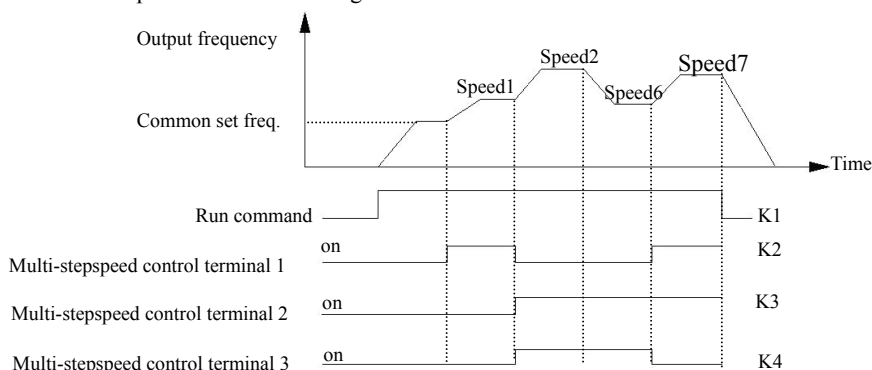 Output frequency
Speed1
Speed2
Speed6
Speed7
Common set freq.
Time
Run command
K1
on
Multi-stepspeed control terminal 1
K2
on
Multi-stepspeed control terminal 2
K3
on
Multi-stepspeed control terminal 3
K4